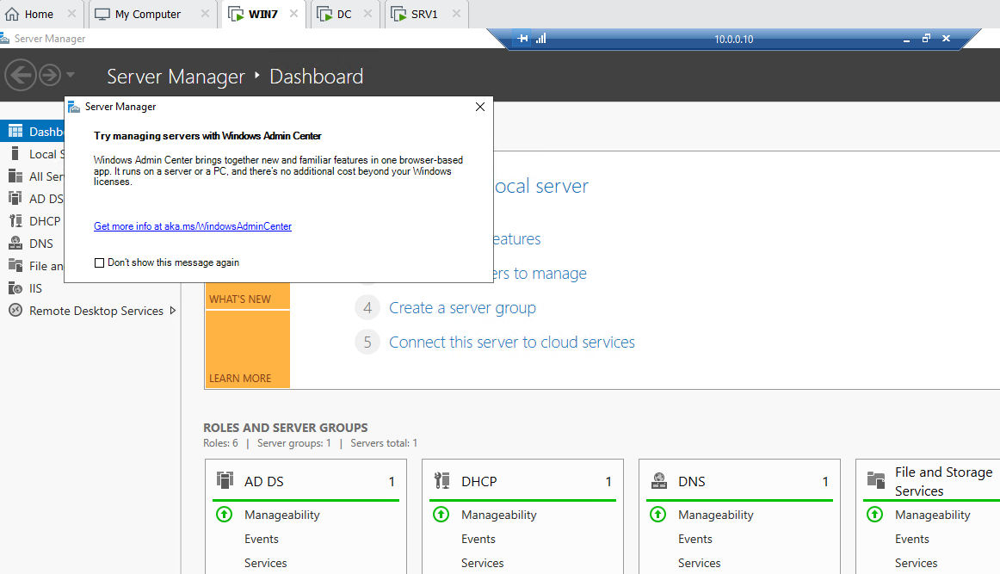 Home
My Computer
WIN7
DC
SRV1
Server Manager
10.0.0.10
Server Manager
Dashboard
Server Manager
Try managing servers with Windows Admin Center
Windows Admin Center brings together new and familiar features in one browser-based
app. It runs on a server or a PC, and there's no additional cost beyond your Windows
licenses.
Get more info at aka.ms/WindowsAdminCenter
Don't show this message again
Dashb
Local S
All Ser
AD DS
DHCP
DNS
File an
IIS
Remote Desktop Services
ocal server
eatures
ers to manage
4 Create a server group
5 Connect this server to cloud services
WHAT'S NEW
LEARN MORE
ROLES AND SERVER GROUPS
Roles: 6 | Server groups: 1 | Servers total: 1
AD DS 1
Manageability
Events
Services
DHCP 1
Manageability
Events
Services
DNS 1
Manageability
Events
Services
File and Storage
Services
Manageability
Events
Services